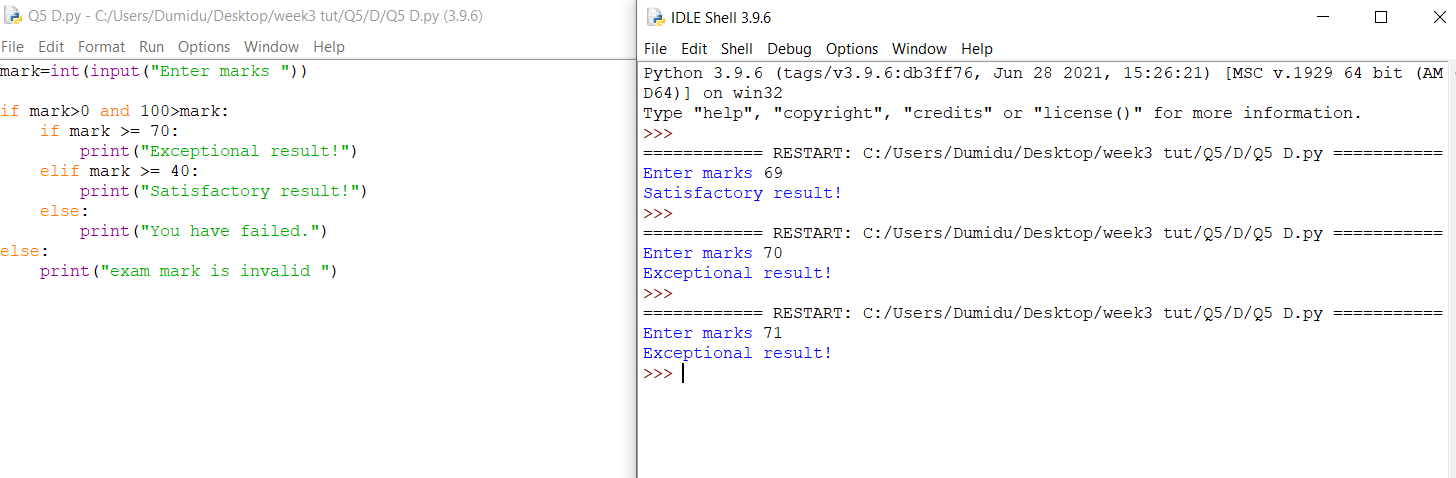 Q5 D.py - C:/Users/Dumidu/Desktop/week3 tut/Q5/D/Q5 D.py (3.9.6)
File Edit Format Run Options Window Help
mark=int(input("Enter marks "))
if mark>0 and 100>mark:
    if mark >= 70:
        print("Exceptional result!")
    elif mark >= 40:
        print("Satisfactory result!")
    else:
        print("You have failed.")
else:
    print("exam mark is invalid ")
IDLE Shell 3.9.6
File Edit Shell Debug Options Window Help
Python 3.9.6 (tags/v3.9.6:db3ff76, Jun 28 2021, 15:26:21) [MSC v.1929 64 bit (AM
D64)] on win32
Type "help", "copyright", "credits" or "license()" for more information.
>>>
============ RESTART: C:/Users/Dumidu/Desktop/week3 tut/Q5/D/Q5 D.py ===========
Enter marks 69
Satisfactory result!
>>>
============ RESTART: C:/Users/Dumidu/Desktop/week3 tut/Q5/D/Q5 D.py ===========
Enter marks 70
Exceptional result!
>>>
============ RESTART: C:/Users/Dumidu/Desktop/week3 tut/Q5/D/Q5 D.py ===========
Enter marks 71
Exceptional result!
>>>